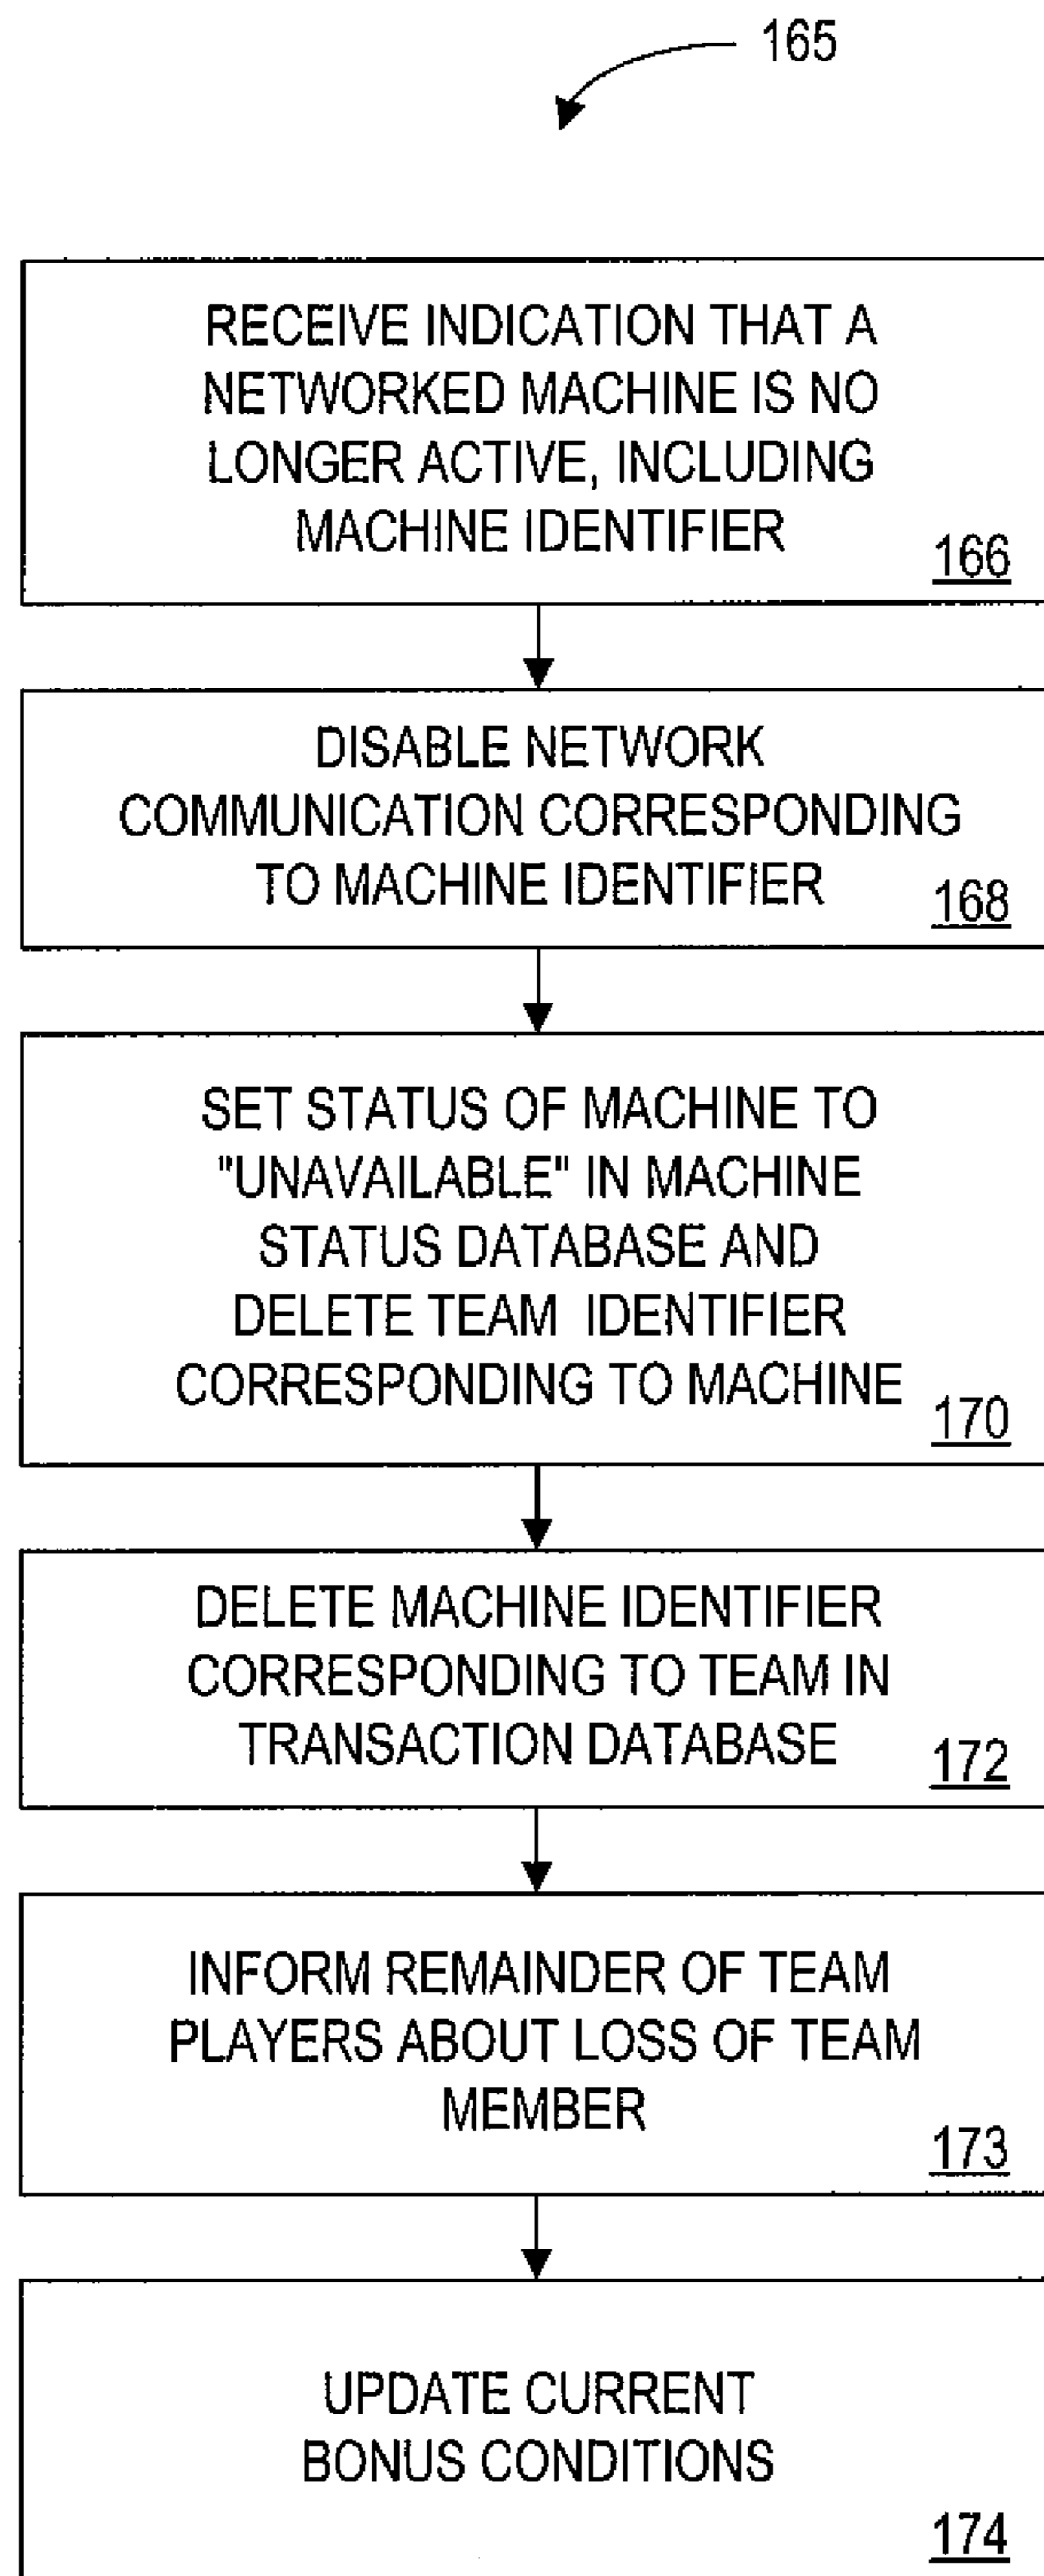 165
RECEIVE INDICATION THAT A
NETWORKED MACHINE IS NO
LONGER ACTIVE, INCLUDING
MACHINE IDENTIFIER
166
DISABLE NETWORK
COMMUNICATION CORRESPONDING
TO MACHINE IDENTIFIER
168
SET STATUS OF MACHINE TO
"UNAVAILABLE" IN MACHINE
STATUS DATABASE AND
DELETE TEAM IDENTIFIER
CORRESPONDING TO MACHINE
170
DELETE MACHINE IDENTIFIER
CORRESPONDING TO TEAM IN
TRANSACTION DATABASE
172
INFORM REMAINDER OF TEAM
PLAYERS ABOUT LOSS OF TEAM
MEMBER
173
UPDATE CURRENT
BONUS CONDITIONS
174